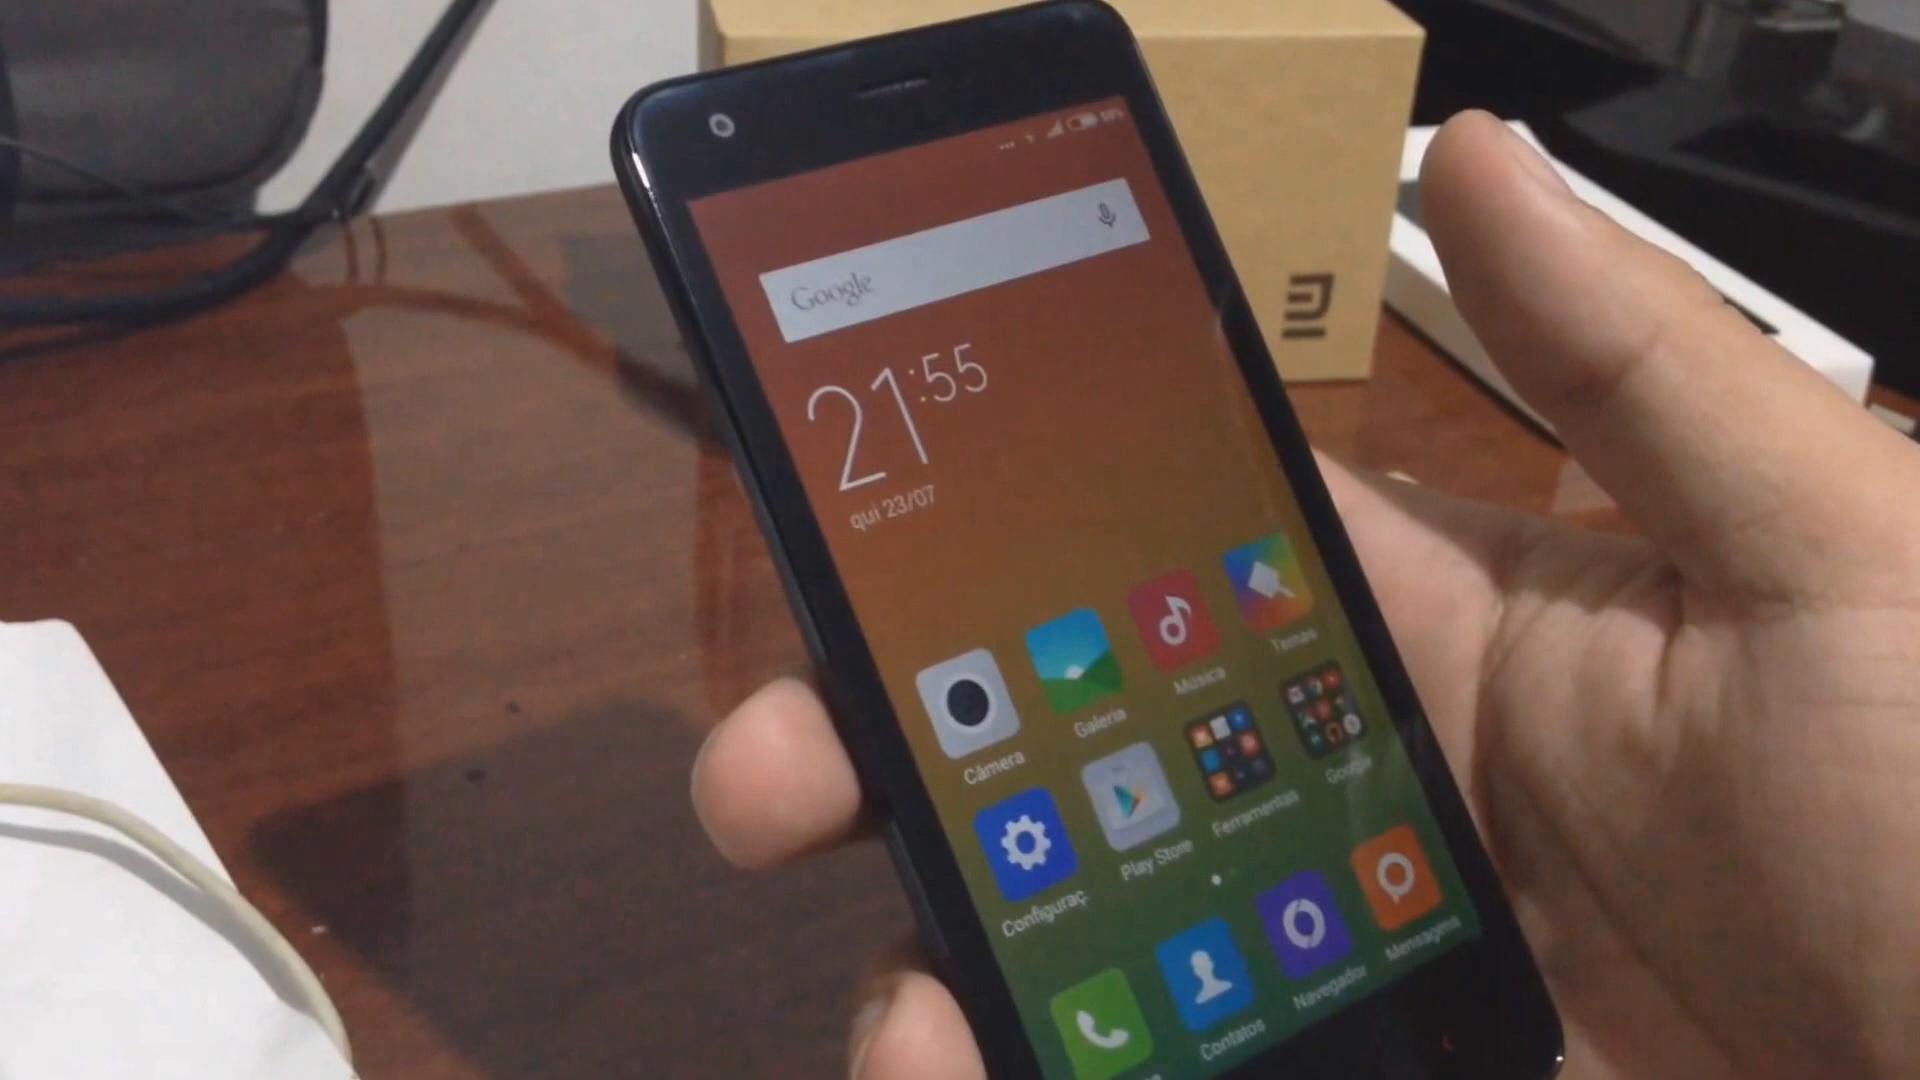 Google
21:55
qui 23/07
Câmera
Galeria
Música
Temas
Configuraç
Play Store
Ferramentas
Google
Contatos
Navegador
Mensagens